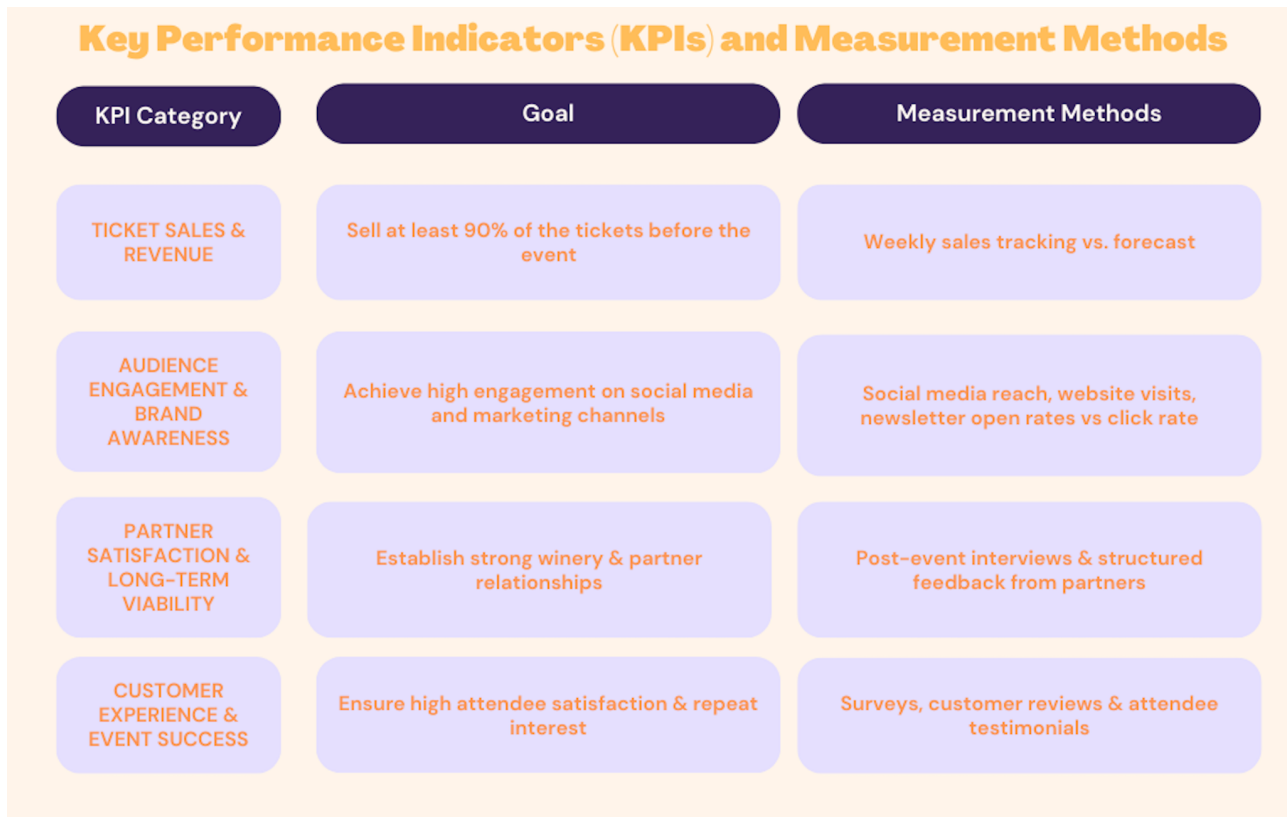 Key Performance Indicators (KPIs) and Measurement Methods
KPI Category
Goal
Measurement Methods
TICKET SALES &
REVENUE
Sell at least 90% of the tickets before the
event
Weekly sales tracking vs. forecast
AUDIENCE
ENGAGEMENT &
BRAND
AWARENESS
Achieve high engagement on social media
and marketing channels
Social media reach, website visits,
newsletter open rates vs click rate
PARTNER
SATISFACTION &
LONG-TERM
VIABILITY
Establish strong winery & partner
relationships
Post-event interviews & structured
feedback from partners
CUSTOMER
EXPERIENCE &
EVENT SUCCESS
Ensure high attendee satisfaction & repeat
interest
Surveys, customer reviews & attendee
testimonials